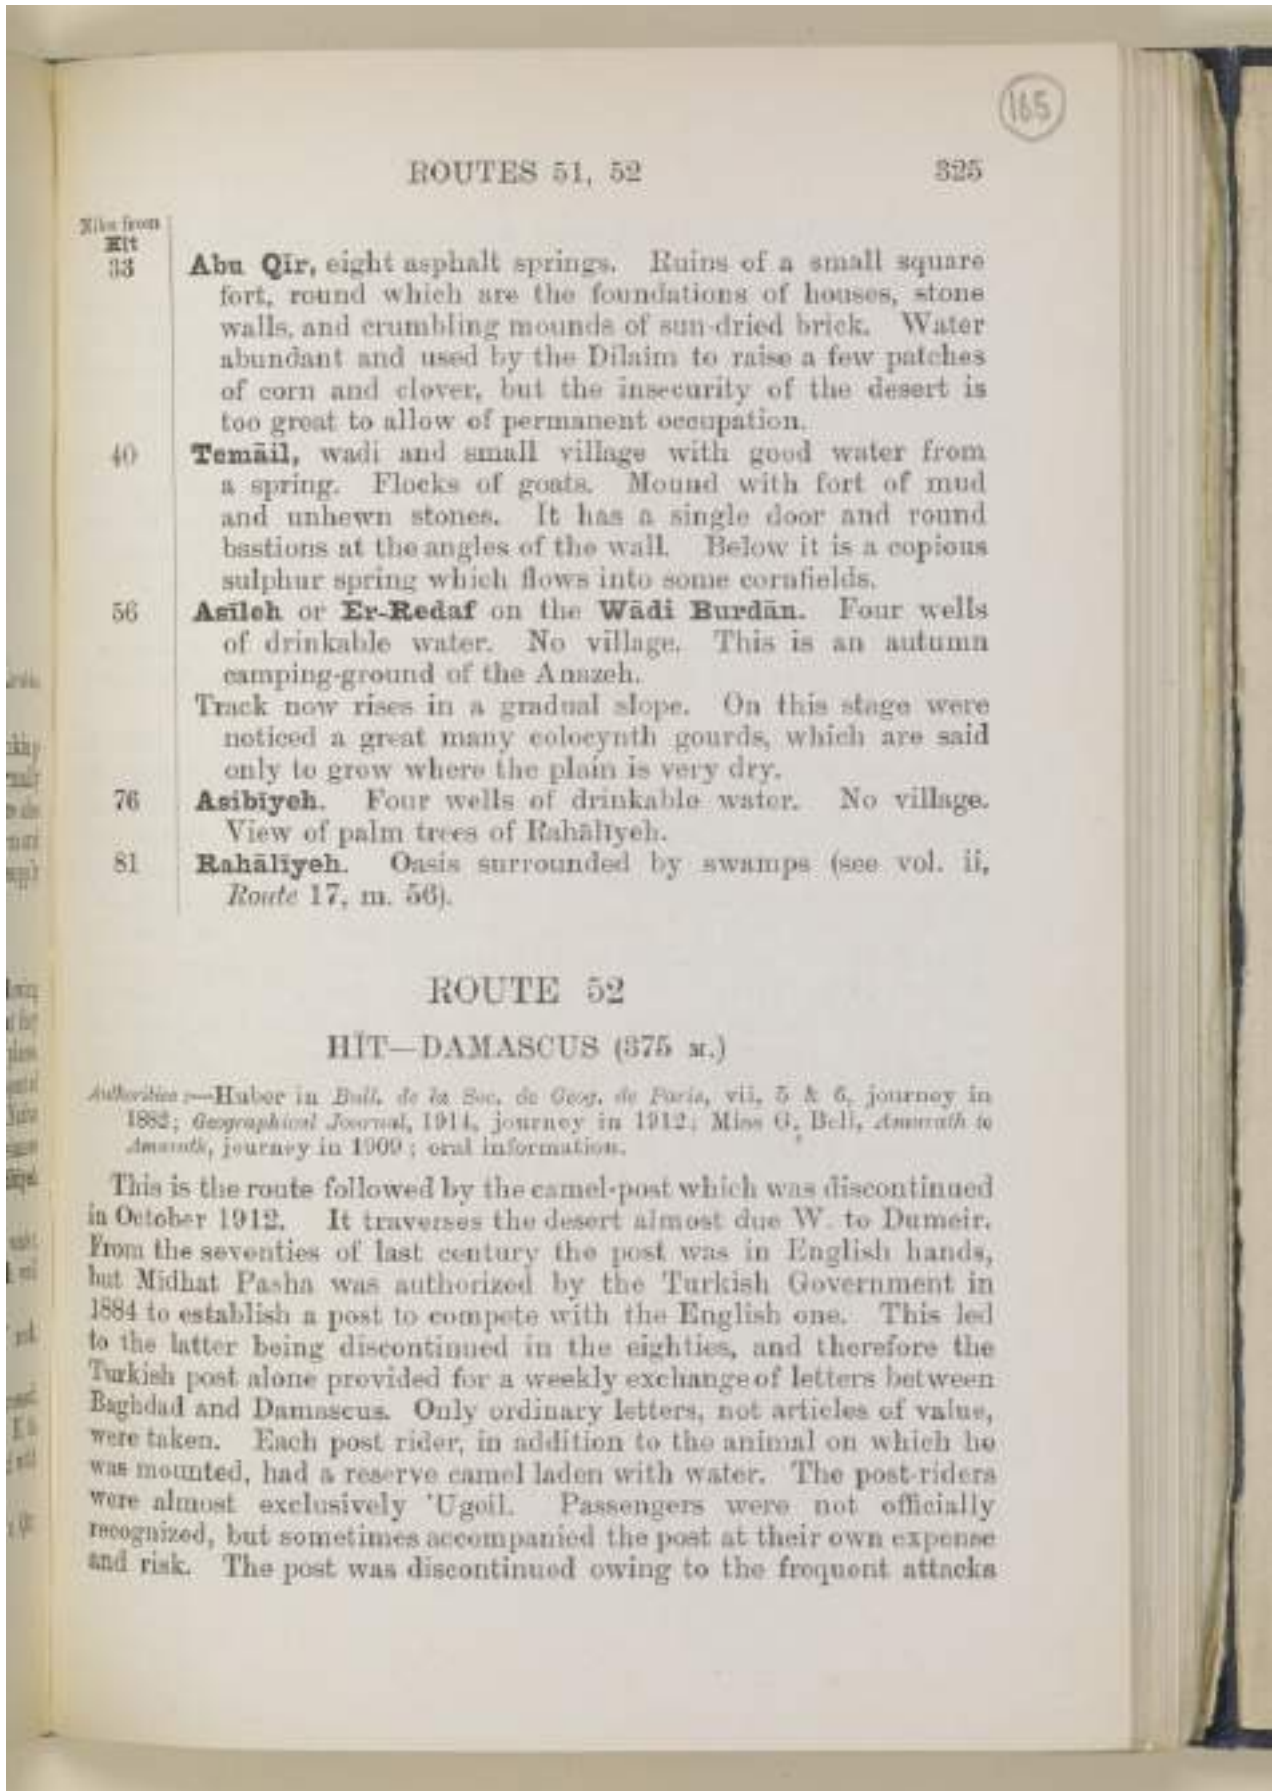 165
ROUTES 51, 52 325
Miles from
Hīt
33 Abu Qīr, eight asphalt springs. Ruins of a small square
fort, round which are the foundations of houses, stone
walls, and crumbling mounds of sun-dried brick. Water
abundant and used by the Dilaim to raise a few patches
of corn and clover, but the insecurity of the desert is
too great to allow of permanent occupation.
40 Temāil, wadi and small village with good water from
a spring. Flocks of goats. Mound with fort of mud
and unhewn stones. It has a single door and round
bastions at the angles of the wall. Below it is a copious
sulphur spring which flows into some cornfields.
56 Asīleh or Er-Redaf on the Wādi Burdān. Four wells
of drinkable water. No village. This is an autumn
camping-ground of the Anazeh.
Track now rises in a gradual slope. On this stage were
noticed a great many colocynth gourds, which are said
only to grow where the plain is very dry.
76 Asibīyeh. Four wells of drinkable water. No village.
View of palm trees of Rahālīyeh.
81 Rahālīyeh. Oasis surrounded by swamps (see vol. ii,
Route 17, m. 56).
ROUTE 52
HĪT—DAMASCUS (375 M.)
Authorities:—Huber in Bull. de la Soc. de Geog. de Paris, vii, 5 & 6, journey in
1882; Geographical Journal, 1914, journey in 1912; Miss G. Bell, Amurath to
Amurath, journey in 1909; oral information.
This is the route followed by the camel-post which was discontinued
in October 1912. It traverses the desert almost due W. to Dumeir.
From the seventies of last century the post was in English hands,
but Midhat Pasha was authorized by the Turkish Government in
1884 to establish a post to compete with the English one. This led
to the latter being discontinued in the eighties, and therefore the
Turkish post alone provided for a weekly exchange of letters between
Baghdad and Damascus. Only ordinary letters, not articles of value,
were taken. Each post rider, in addition to the animal on which he
was mounted, had a reserve camel laden with water. The post-riders
were almost exclusively 'Ugeil. Passengers were not officially
recognized, but sometimes accompanied the post at their own expense
and risk. The post was discontinued owing to the frequent attacks